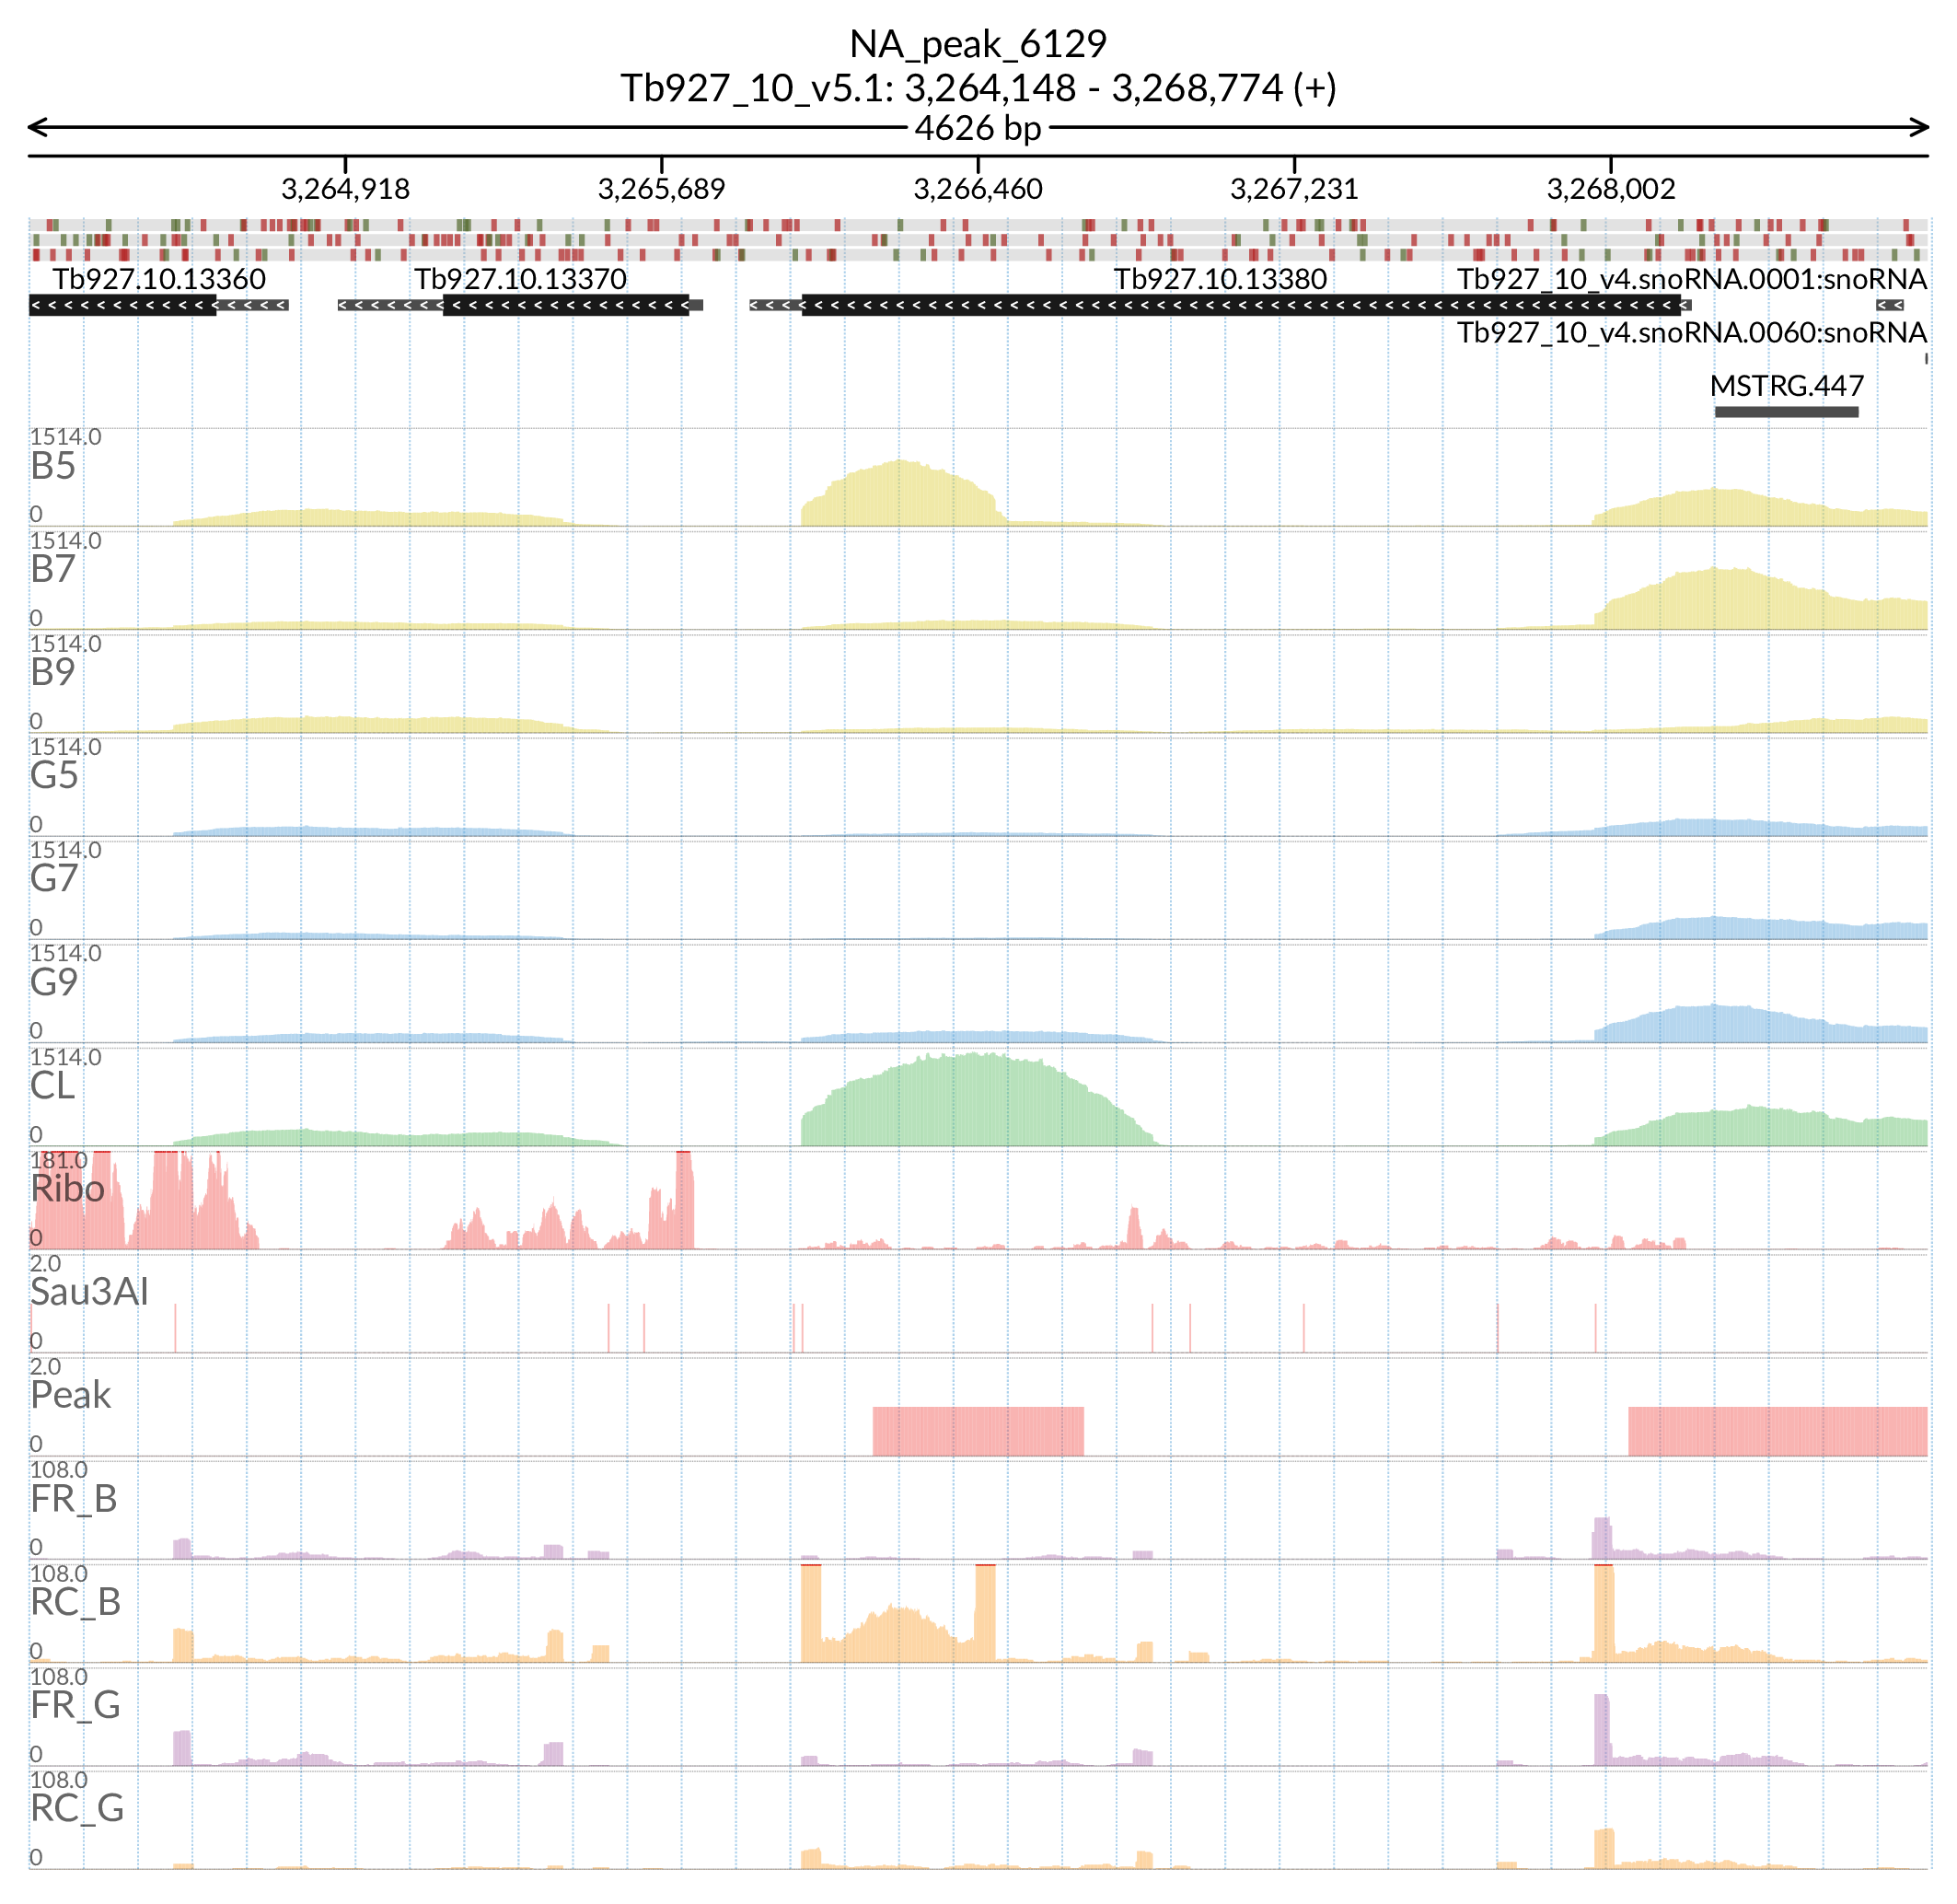 NA_peak_6129
Tb927_10_v5.1: 3,264,148 - 3,268,774 (+)
4626 bp
3,264,918 3,265,689 3,266,460 3,267,231 3,268,002
Tb927.10.13360 Tb927.10.13370 Tb927.10.13380 Tb927_10_v4.snoRNA.0001:snoRNA
Tb927_10_v4.snoRNA.0060:snoRNA
MSTRG.447
1514.0
B5
0
1514.0
B7
0
1514.0
B9
0
1514.0
G5
0
1514.0
G7
0
1514.0
G9
0
1514.0
CL
0
181.0
Ribo
0
2.0
Sau3AI
0
2.0
Peak
0
108.0
FR_B
0
108.0
RC_B
0
108.0
FR_G
0
108.0
RC_G
0